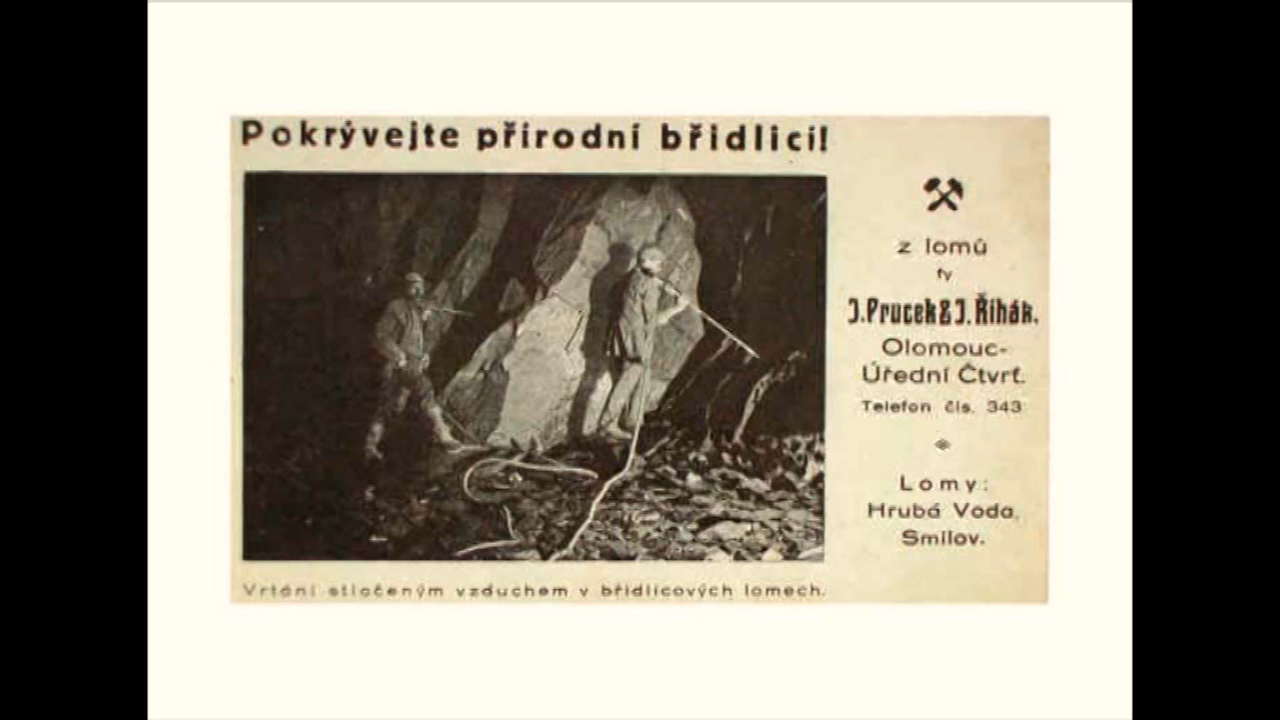 Pokrývejte přírodní břidlicí!
z lomů
fy
J. Prucek & J. Řihák.
Olomouc-
Úřední Čtvrť.
Telefon čís. 343
Lomy:
Hrubá Voda,
Smilov.
Vrtání stlačeným vzduchem v břidlicových lomech.